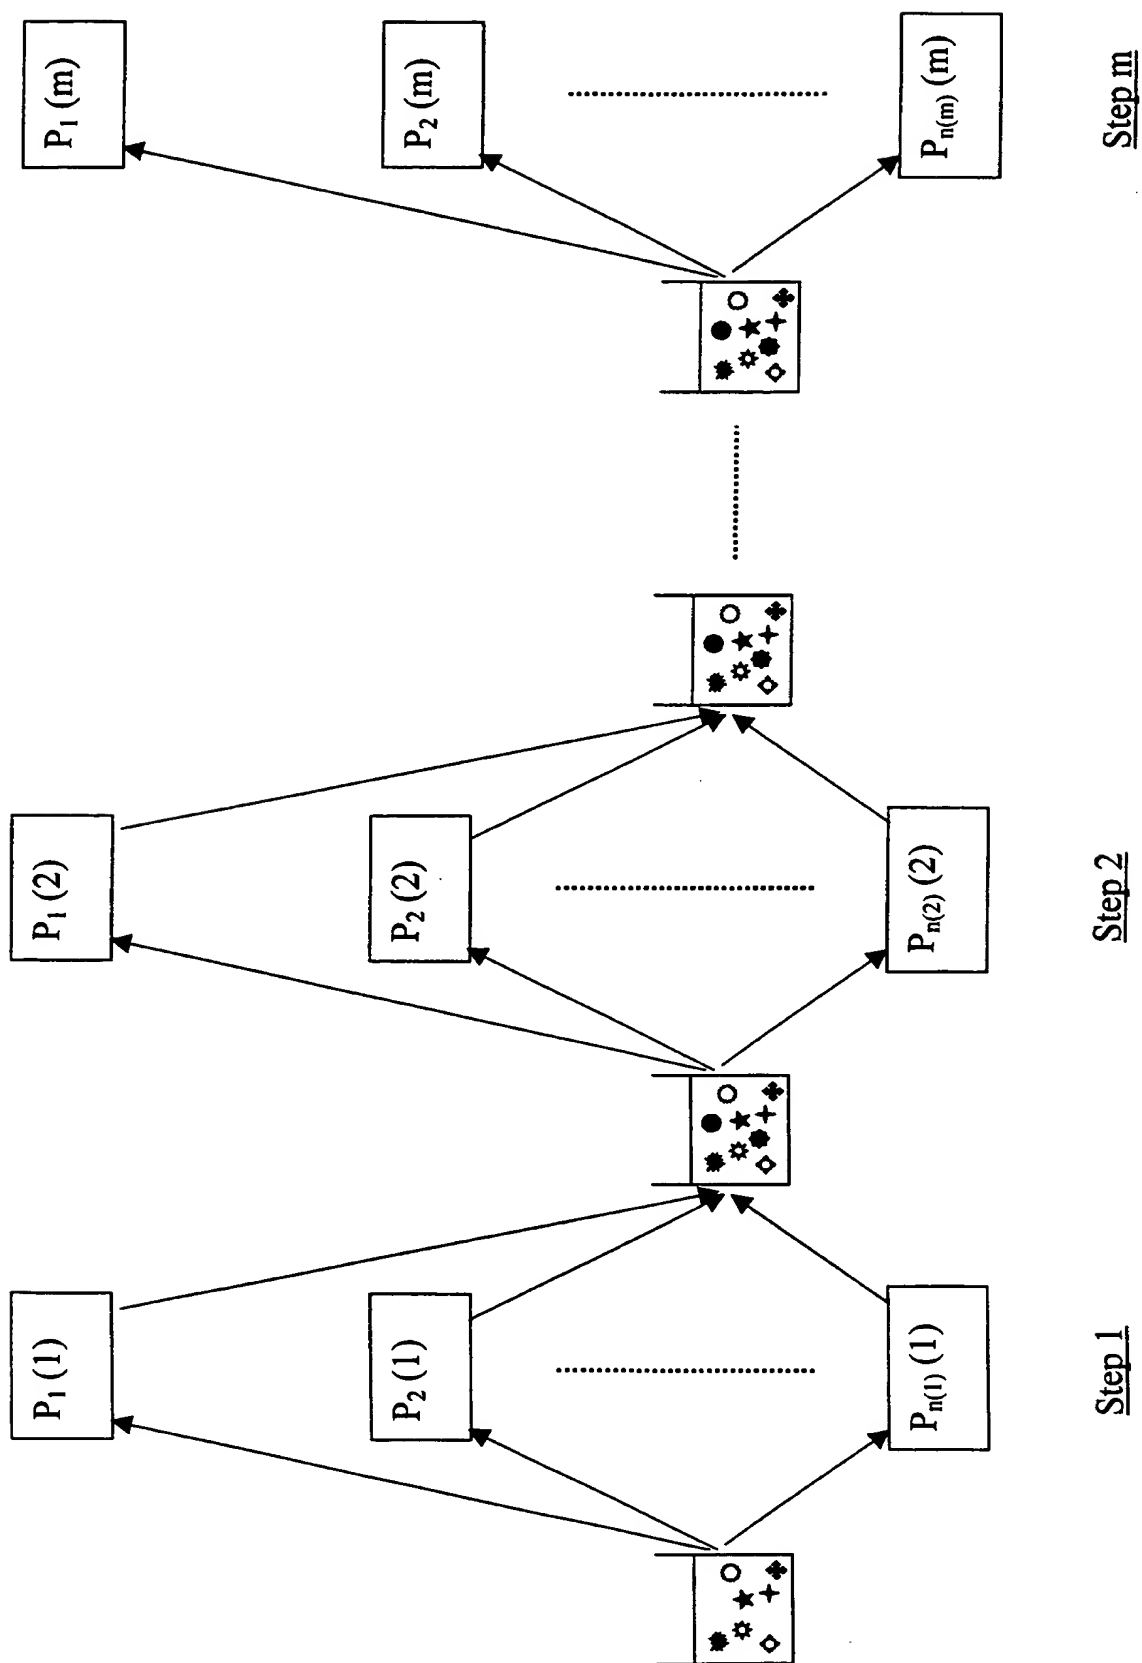 P₁ (1)
P₂ (1)
Pₙ₍₁₎ (1)
Step 1
P₁ (2)
P₂ (2)
Pₙ₍₂₎ (2)
Step 2
P₁ (m)
P₂ (m)
Pₙ₍ₘ₎ (m)
Step m